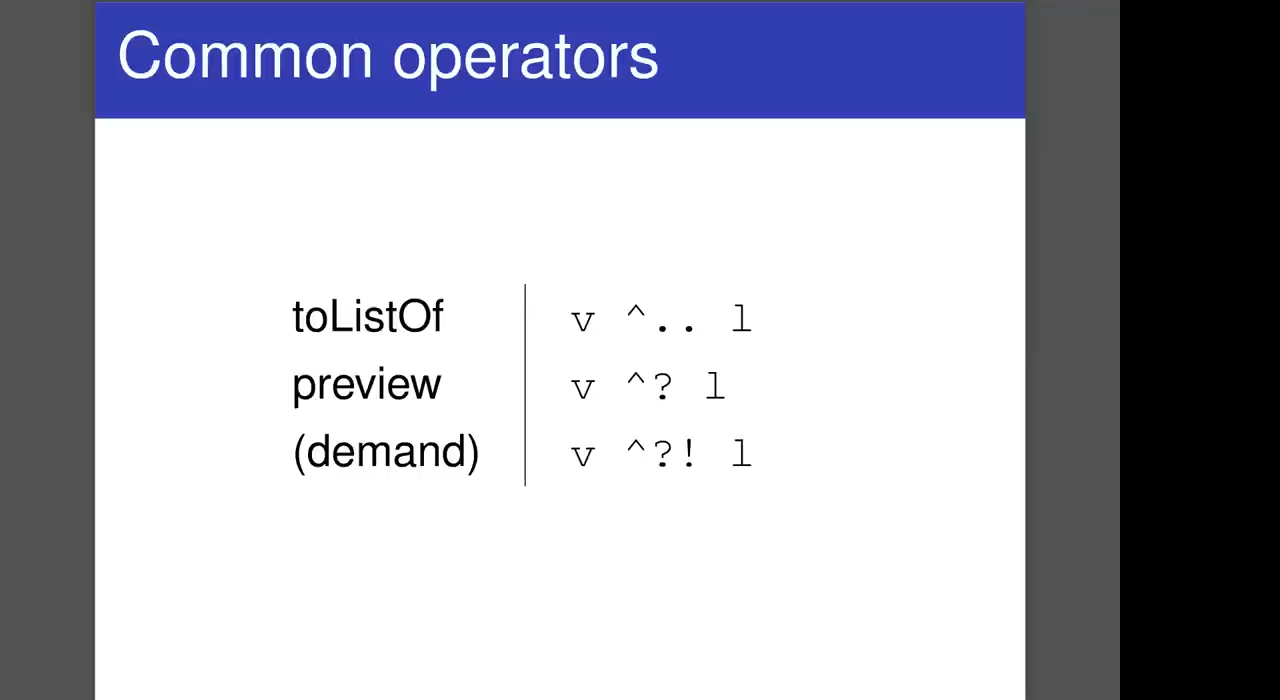 Common operators
toListOf v ^.. l
preview v ^? l
(demand) v ^?! l